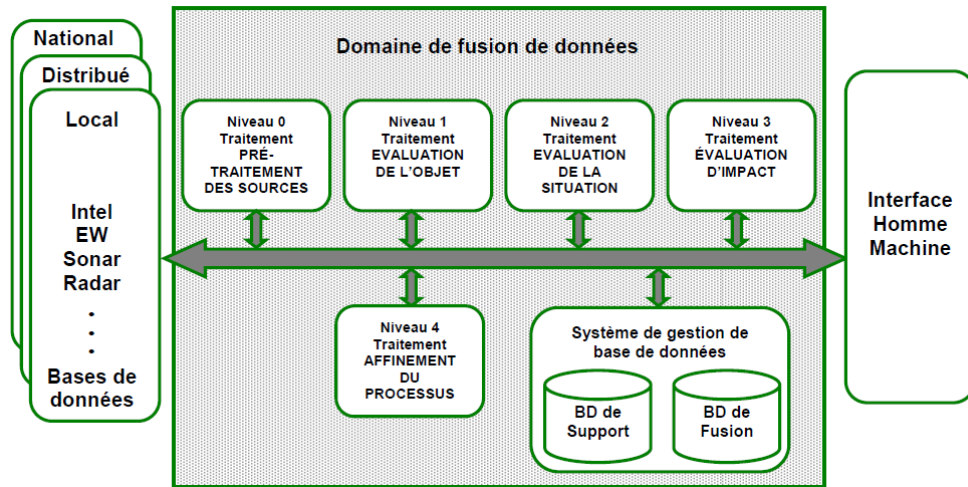 National
Distribué
Local
Intel
EW
Sonar
Radar
.
.
.
Bases de
données
Domaine de fusion de données
Niveau 0
Traitement
PRÉ-
TRAITEMENT
DES SOURCES
Niveau 1
Traitement
EVALUATION
DE L'OBJET
Niveau 2
Traitement
EVALUATION
DE LA
SITUATION
Niveau 3
Traitement
ÉVALUATION
D'IMPACT
Niveau 4
Traitement
AFFINEMENT
DU
PROCESSUS
Système de gestion de
base de données
BD de
Support
BD de
Fusion
Interface
Homme
Machine